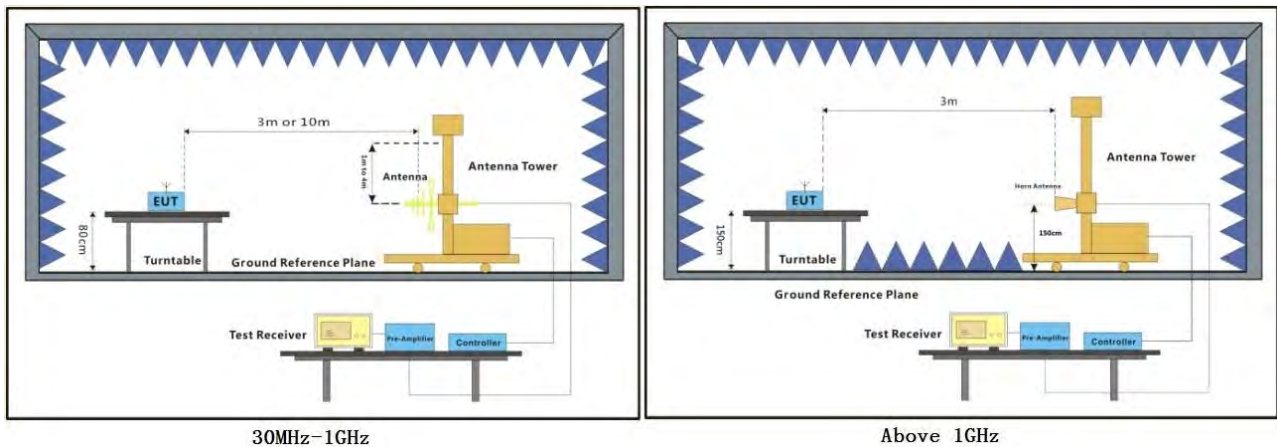 3m or 10m
1m to 4m
Antenna
Antenna Tower
EUT
80cm
Turntable
Ground Reference Plane
Test Receiver
Pre-Amplifier
Controller
30MHz-1GHz
3m
Antenna Tower
Horn Antenna
EUT
150cm
150cm
Turntable
Ground Reference Plane
Test Receiver
Pre-Amplifier
Controller
Above 1GHz